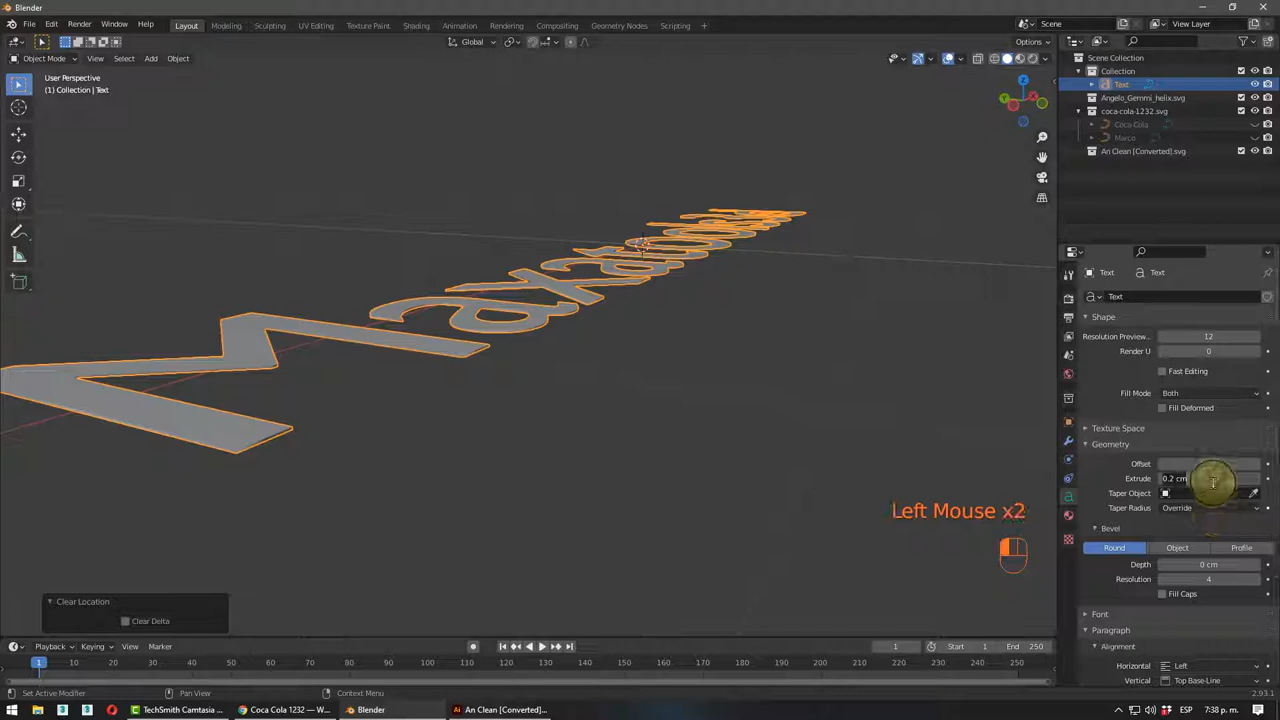 Blender
File Edit Render Window Help Layout Modeling Sculpting UV Editing Texture Paint Shading Animation Rendering Compositing Geometry Nodes Scripting + Scene View Layer
Global Options
Object Mode View Select Add Object
User Perspective
(1) Collection | Text
Scene Collection
Collection
Text
Angelo_Gemmi_helix.svg
coca-cola-1232.svg
Coca Cola
Marco
An Clean [Converted].svg
Text Text
Text
Shape
Resolution Preview... 12
Render U 0
Fast Editing
Fill Mode Both
Fill Deformed
Texture Space
Geometry
Offset
Extrude 0.2 cm
Taper Object
Taper Radius Override
Bevel
Round Object Profile
Depth 0 cm
Resolution 4
Fill Caps
Font
Paragraph
Alignment
Horizontal Left
Vertical Top Base-Line
Left Mouse x2
Clear Location
Clear Delta
Playback Keying View Marker 1 Start 1 End 250
1 10 20 30 40 50 60 70 80 90 100 110 120 130 140 150 160 170 180 190 200 210 220 230 240 250
Set Active Modifier Pan View Context Menu 2.93.1
TechSmith Camtasia Coca Cola 1232 — W... Blender An Clean [Converted]... ESP 7:38 p. m.